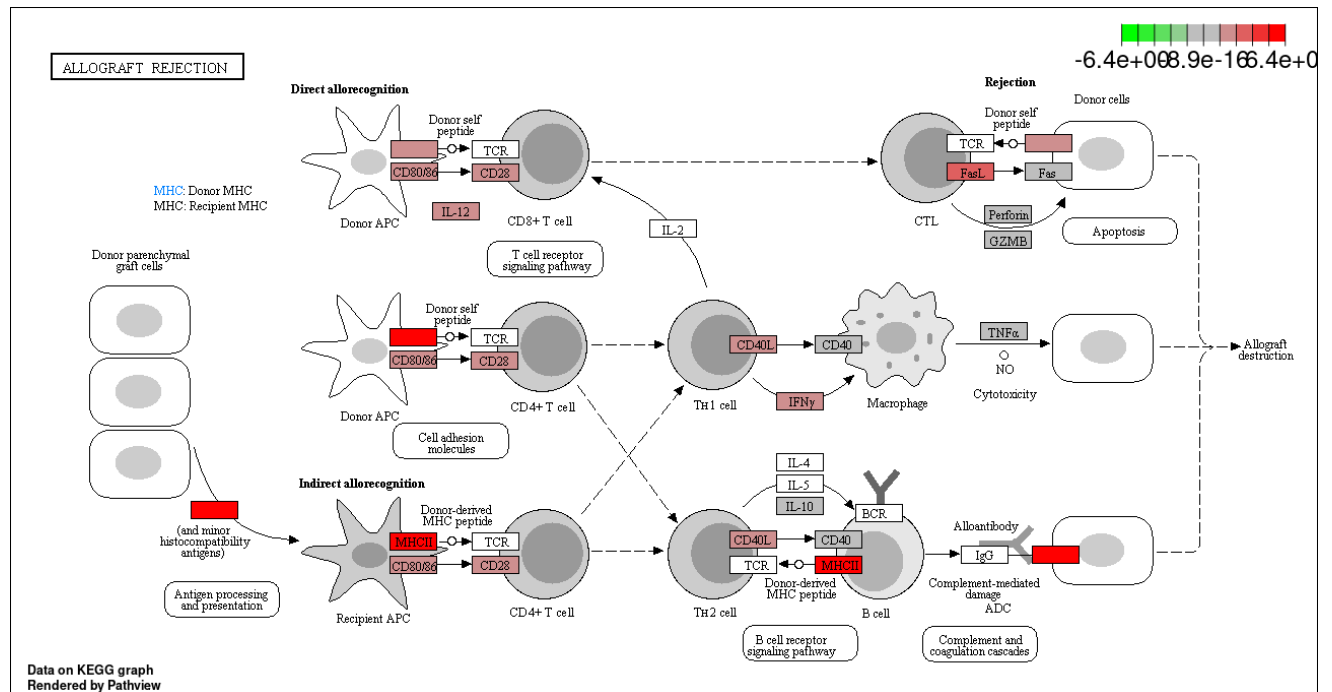 -6.4e+00
-8.9e-16
6.4e+0
ALLOGRAFT REJECTION
Direct allorecognition
Donor self
peptide
TCR
CD80/86
CD28
IL-12
Donor APC
CD8+ T cell
MHC: Donor MHC
MHC: Recipient MHC
T cell receptor
signaling pathway
IL-2
Rejection
Donor cells
Donor self
peptide
TCR
FasL
Fas
CTL
Perforin
GZMB
Apoptosis
Donor parenchymal
graft cells
Donor self
peptide
TCR
CD80/86
CD28
Donor APC
CD4+ T cell
Cell adhesion
molecules
CD40L
CD40
IFNγ
TH1 cell
Macrophage
TNFα
NO
Cytotoxicity
Allograft
destruction
Indirect allorecognition
(and minor
histocompatibility
antigens)
Donor-derived
MHC peptide
MHCII
TCR
CD80/86
CD28
Recipient APC
CD4+ T cell
Antigen processing
and presentation
IL-4
IL-5
IL-10
BCR
CD40L
CD40
TCR
MHCII
Donor-derived
MHC peptide
TH2 cell
B cell
B cell receptor
signaling pathway
Alloantibody
IgG
Complement-mediated
damage
ADC
Complement and
coagulation cascades
Data on KEGG graph
Rendered by Pathview